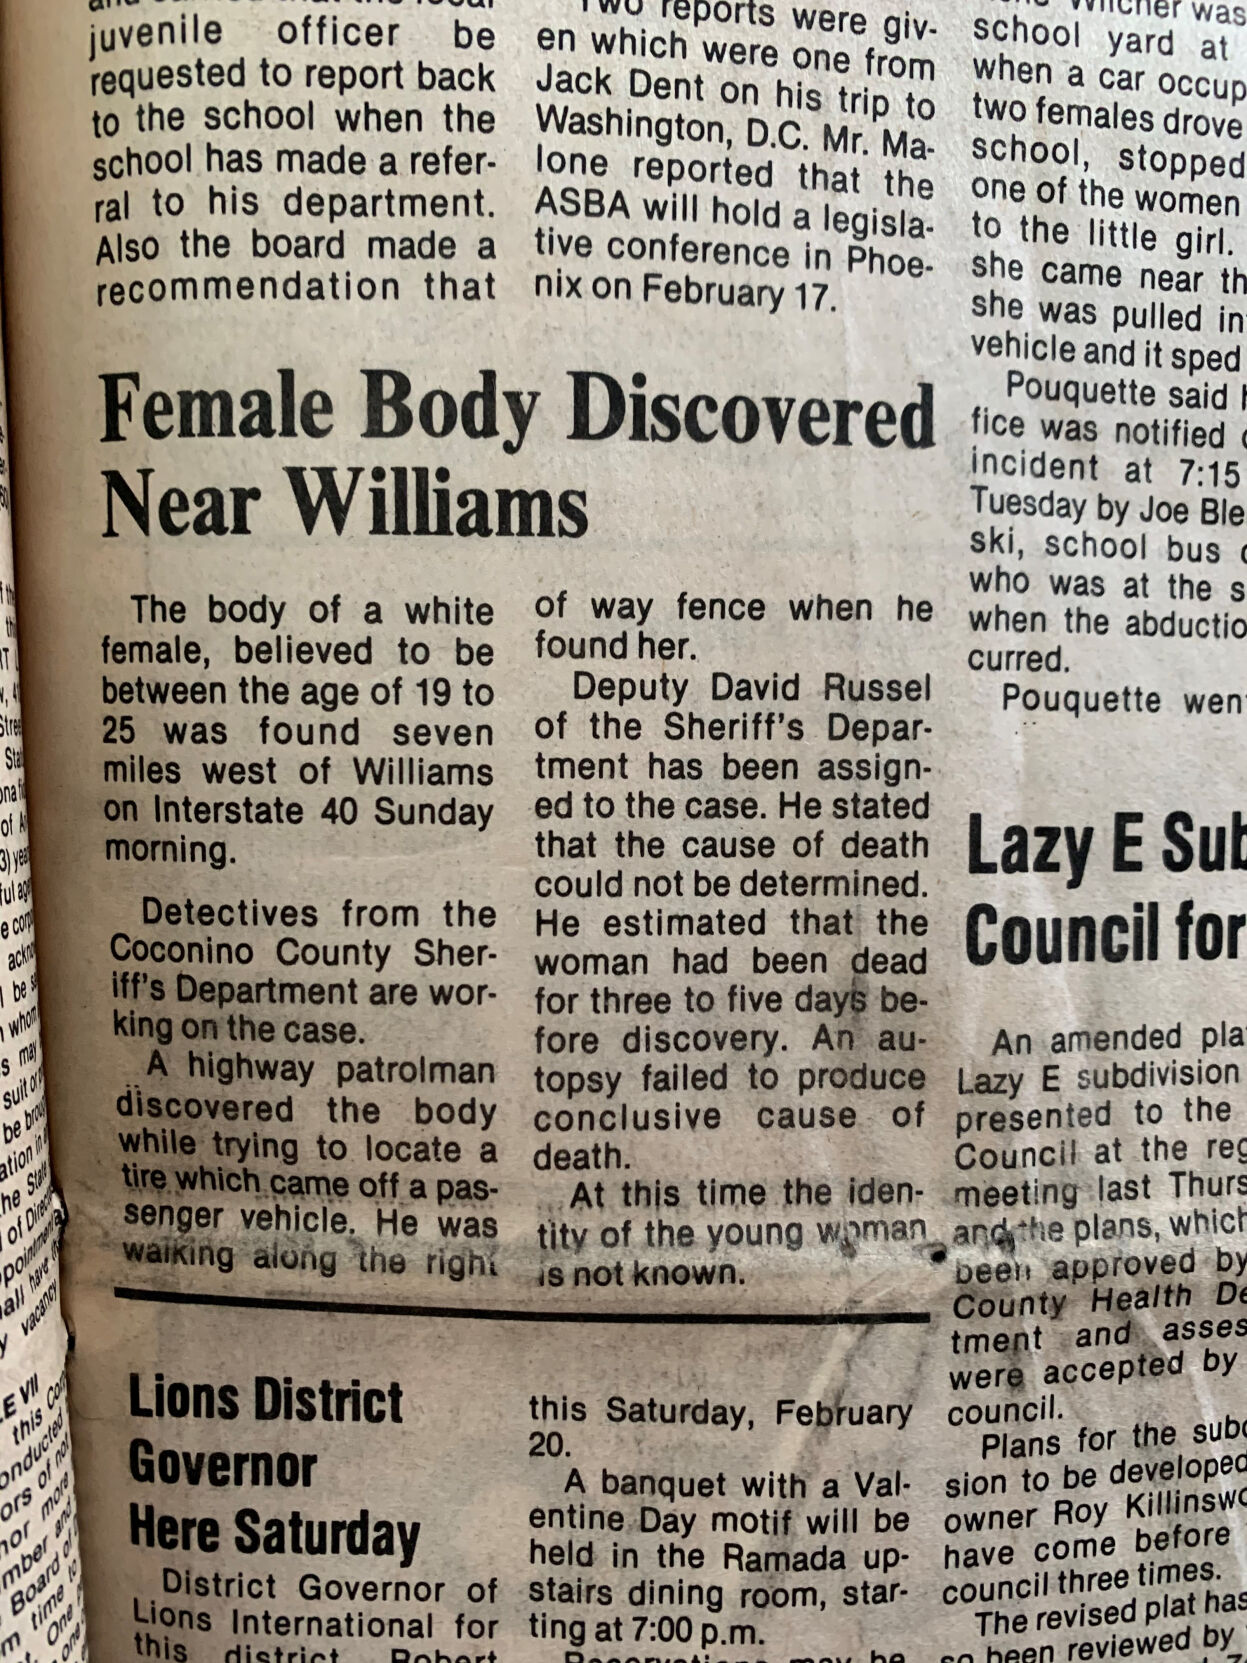 juvenile officer be
requested to report back
to the school when the
school has made a refer-
ral to his department.
Also the board made a
recommendation that
Two reports were giv-
en which were one from
Jack Dent on his trip to
Washington, D.C. Mr. Ma-
lone reported that the
ASBA will hold a legisla-
tive conference in Phoe-
nix on February 17.
Female Body Discovered
Near Williams
The body of a white
female, believed to be
between the age of 19 to
25 was found seven
miles west of Williams
on Interstate 40 Sunday
morning.
Detectives from the
Coconino County Sher-
iff's Department are wor-
king on the case.
A highway patrolman
discovered the body
while trying to locate a
tire which came off a pas-
senger vehicle. He was
walking along the right
of way fence when he
found her.
Deputy David Russel
of the Sheriff's Depar-
tment has been assign-
ed to the case. He stated
that the cause of death
could not be determined.
He estimated that the
woman had been dead
for three to five days be-
fore discovery. An au-
topsy failed to produce
conclusive cause of
death.
At this time the iden-
tity of the young woman
is not known.
Lions District
Governor
Here Saturday
District Governor of
Lions International for
this district Robert
this Saturday, February
20.
A banquet with a Val-
entine Day motif will be
held in the Ramada up-
stairs dining room, star-
ting at 7:00 p.m.
Reservations may be
Wilcher was
school yard at
when a car occup
two females drove
school, stopped
one of the women
to the little girl.
she came near th
she was pulled in
vehicle and it sped
Pouquette said
fice was notified
incident at 7:15
Tuesday by Joe Ble
ski, school bus
who was at the s
when the abductio
curred.
Pouquette wen
Lazy E Sub
Council for
An amended pla
Lazy E subdivision
presented to the
Council at the reg
meeting last Thurs
and the plans, which
been approved by
County Health De
tment and asses
were accepted by
council.
Plans for the subd
sion to be developed
owner Roy Killinswo
have come before
council three times.
The revised plat has
so been reviewed by